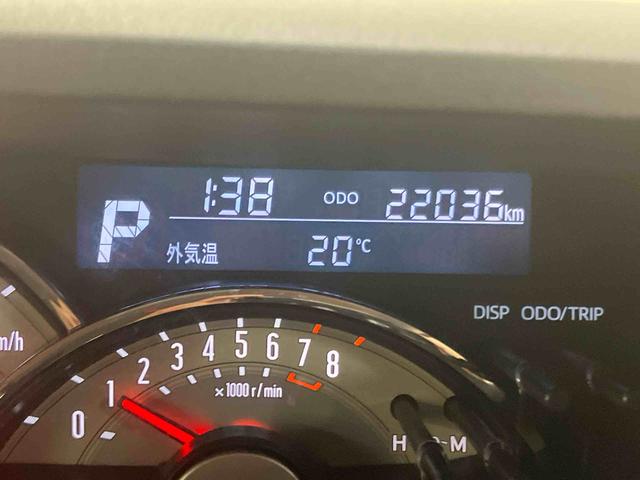 P 1:38 ODO 22036km
外気温 20℃
DISP ODO/TRIP
m/h
0 1 2 3 4 5 6 7 8
×1000 r/min
H M